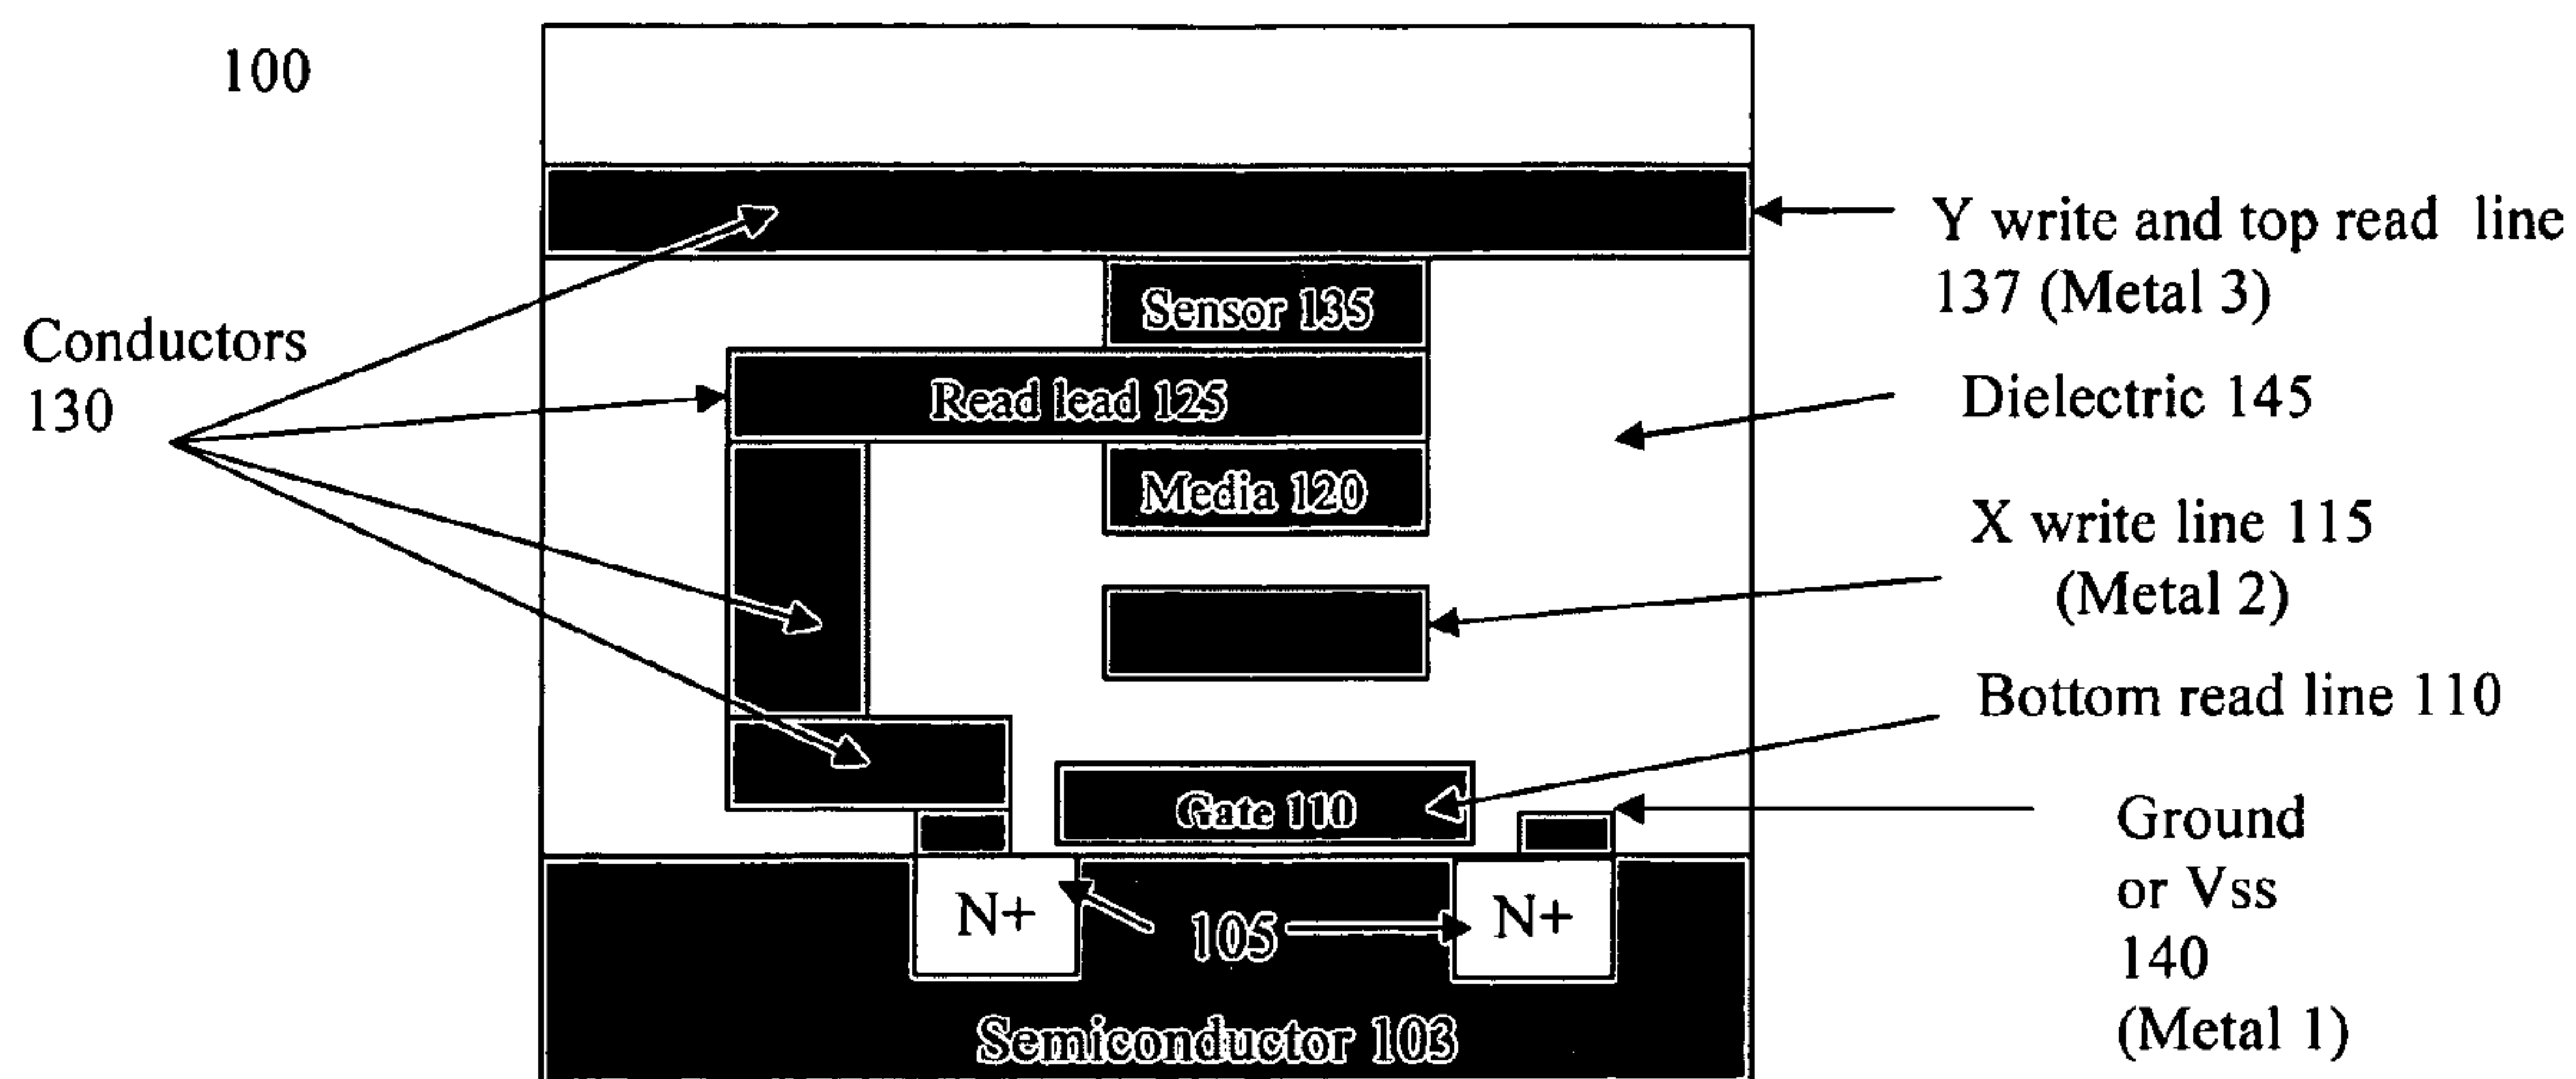 100
Conductors
130
Sensor 135
Read lead 125
Media 120
Gate 110
N+
105
N+
Semiconductor 103
Y write and top read line
137 (Metal 3)
Dielectric 145
X write line 115
(Metal 2)
Bottom read line 110
Ground
or Vss
140
(Metal 1)